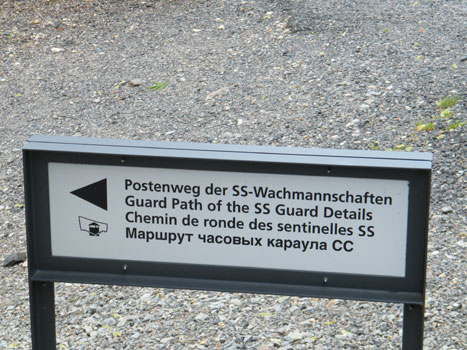 Postenweg der SS-Wachmannschaften
Guard Path of the SS Guard Details
Chemin de ronde des sentinelles SS
Маршрут часовых караула СС